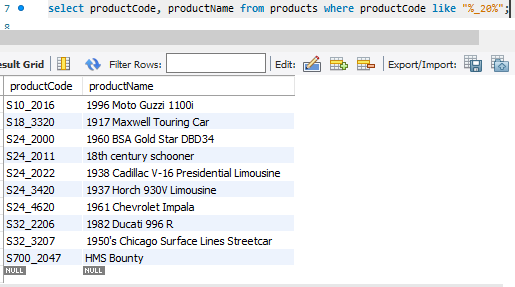 7 select productCode, productName from products where productCode like "%_20%";
8
esult Grid Filter Rows: Edit: Export/Import:
productCode productName
S10_2016 1996 Moto Guzzi 1100i
S18_3320 1917 Maxwell Touring Car
S24_2000 1960 BSA Gold Star DBD34
S24_2011 18th century schooner
S24_2022 1938 Cadillac V-16 Presidential Limousine
S24_3420 1937 Horch 930V Limousine
S24_4620 1961 Chevrolet Impala
S32_2206 1982 Ducati 996 R
S32_3207 1950's Chicago Surface Lines Streetcar
S700_2047 HMS Bounty
NULL NULL